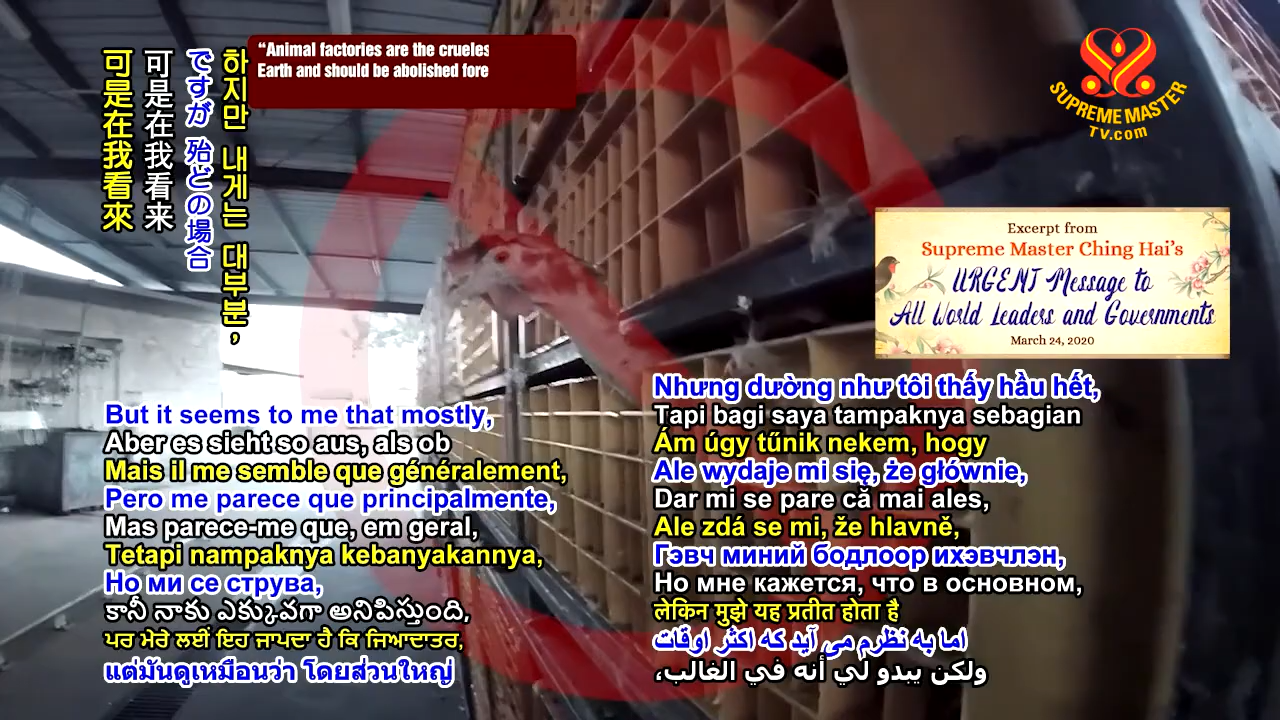 可是在我看來
可是在我看来
ですが 殆どの場合
하지만 내게는 대부분,
“Animal factories are the crueles
Earth and should be abolished fore
SUPREME MASTER
TV.com
Excerpt from
Supreme Master Ching Hai's
URGENT Message to
All World Leaders and Governments
March 24, 2020
But it seems to me that mostly,
Aber es sieht so aus, als ob
Mais il me semble que généralement,
Pero me parece que principalmente,
Mas parece-me que, em geral,
Tetapi nampaknya kebanyakannya,
Но ми се струва,
కానీ నాకు ఎక్కువగా అనిపిస్తుంది,
ਪਰ ਮੇਰੇ ਲਈ ਇਹ ਜਾਪਦਾ ਹੈ ਕਿ ਜਿਆਦਾਤਰ,
แต่มันดูเหมือนว่า โดยส่วนใหญ่
Nhưng dường như tôi thấy hầu hết,
Tapi bagi saya tampaknya sebagian
Ám úgy tűnik nekem, hogy
Ale wydaje mi się, że głównie,
Dar mi se pare că mai ales,
Ale zdá se mi, že hlavně,
Гэвч миний бодлоор ихэвчлэн,
Но мне кажется, что в основном,
लेकिन मुझे यह प्रतीत होता है
اما به نظرم می آید که اکثر اوقات
ولكن يبدو لي أنه في الغالب،